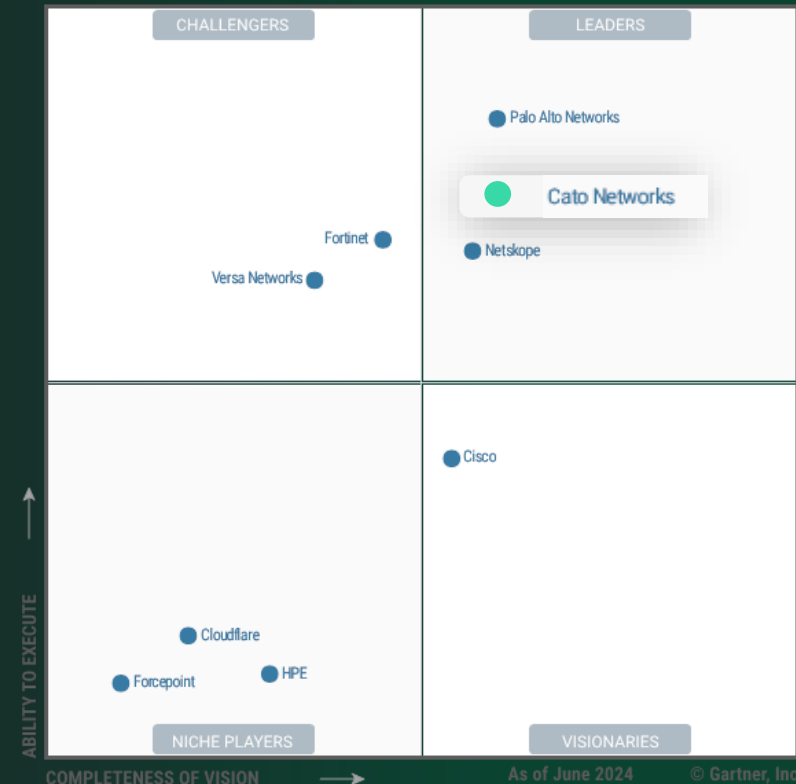 CHALLENGERS
LEADERS
Palo Alto Networks
Cato Networks
Fortinet
Netskope
Versa Networks
Cisco
Cloudflare
HPE
Forcepoint
NICHE PLAYERS
VISIONARIES
ABILITY TO EXECUTE
COMPLETENESS OF VISION
As of June 2024
© Gartner, Inc